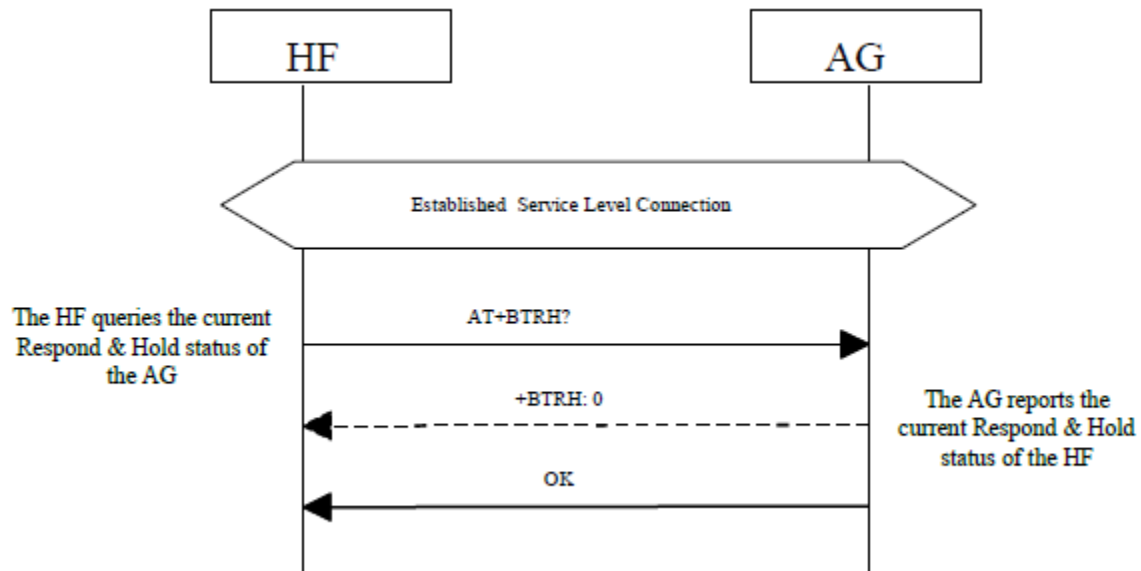 HF
AG
Established Service Level Connection
The HF queries the current
Respond & Hold status of
the AG
AT+BTRH?
+BTRH: 0
The AG reports the
current Respond & Hold
status of the HF
OK